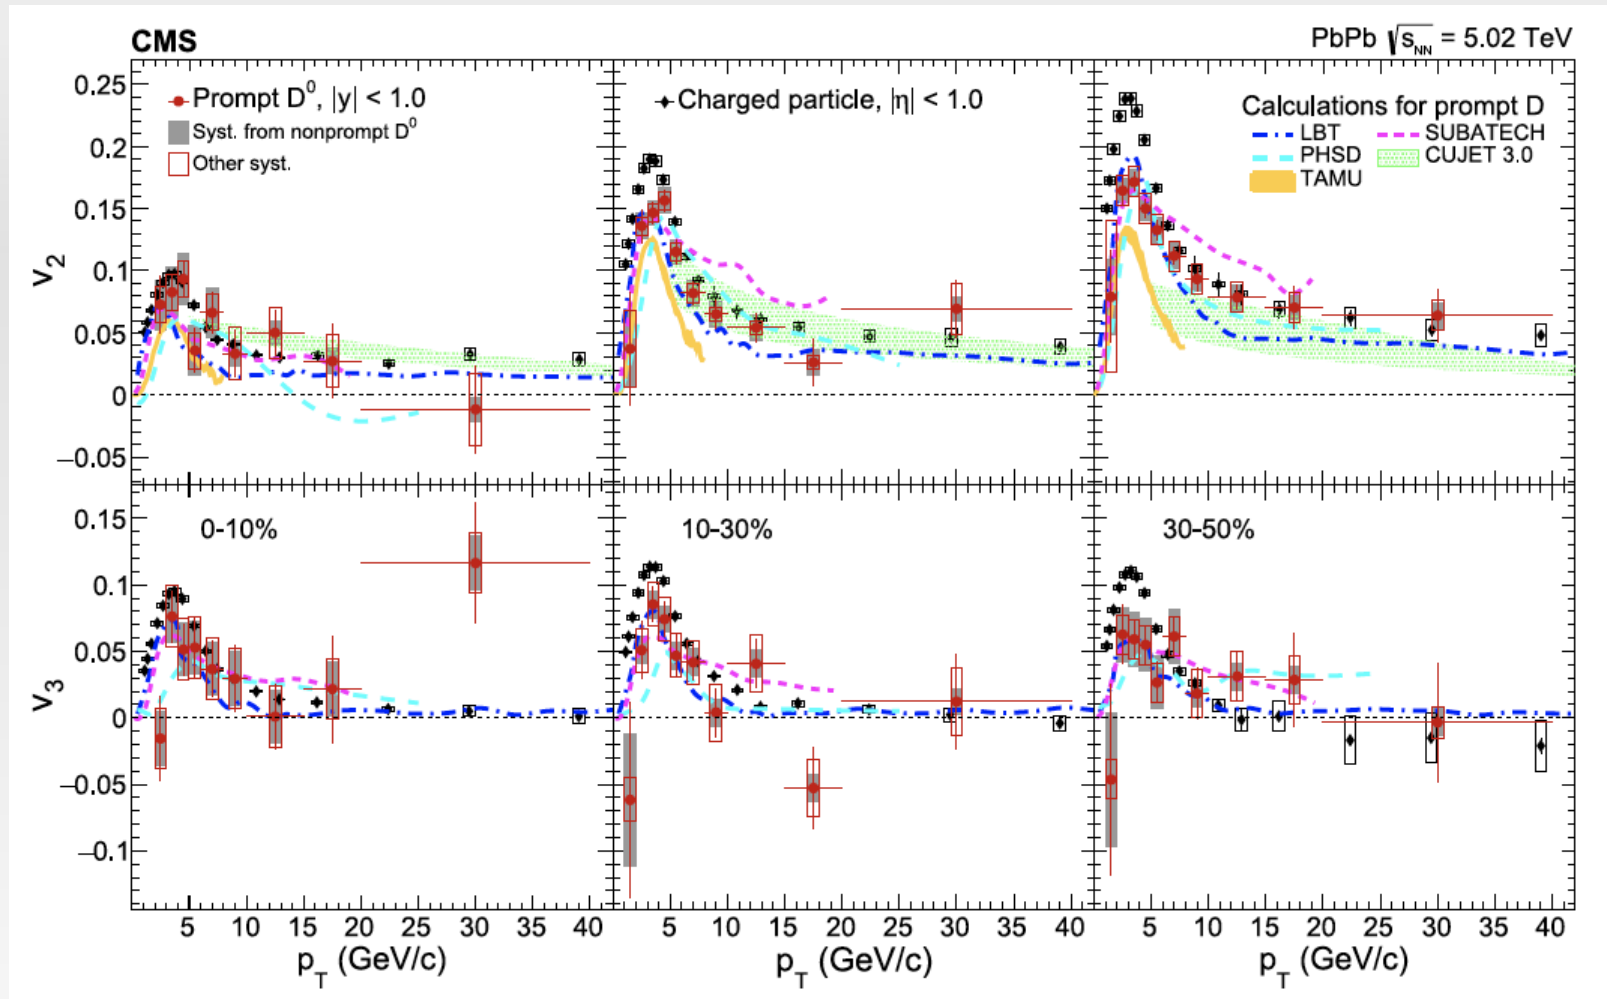 CMS
PbPb √s_NN = 5.02 TeV
Prompt D⁰, |y| < 1.0
Syst. from nonprompt D⁰
Other syst.
Charged particle, |η| < 1.0
Calculations for prompt D
LBT
SUBATECH
PHSD
CUJET 3.0
TAMU
v₂
0.25
0.2
0.15
0.1
0.05
0
−0.05
v₃
0-10%
10-30%
30-50%
0.15
0.1
0.05
0
−0.05
−0.1
5 10 15 20 25 30 35 40
5 10 15 20 25 30 35 40
5 10 15 20 25 30 35 40
p_T (GeV/c)
p_T (GeV/c)
p_T (GeV/c)